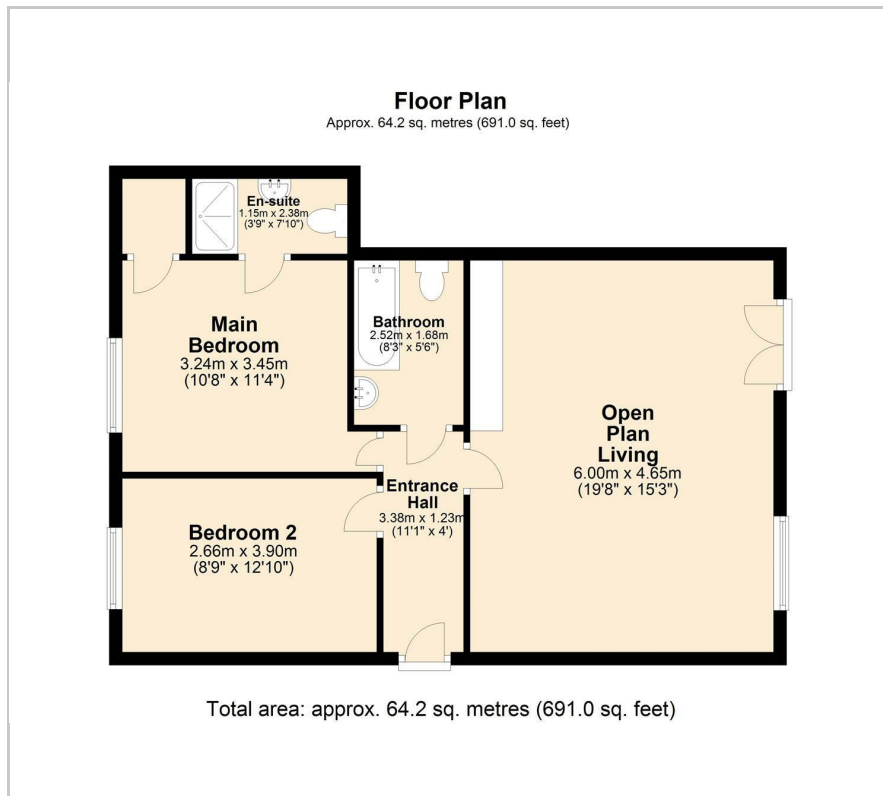 Floor Plan
Approx. 64.2 sq. metres (691.0 sq. feet)
En-suite
1.15m x 2.38m
(3'9" x 7'10")
Main
Bedroom
3.24m x 3.45m
(10'8" x 11'4")
Bathroom
2.52m x 1.68m
(8'3" x 5'6")
Open
Plan
Living
6.00m x 4.65m
(19'8" x 15'3")
Entrance
Hall
3.38m x 1.23m
(11'1" x 4')
Bedroom 2
2.66m x 3.90m
(8'9" x 12'10")
Total area: approx. 64.2 sq. metres (691.0 sq. feet)